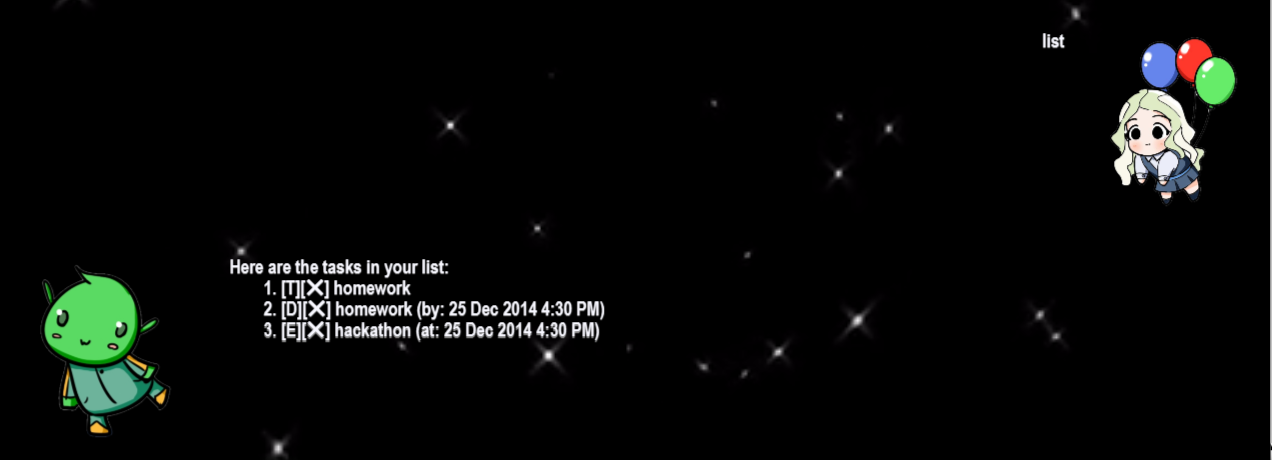 list
Here are the tasks in your list:
1. [T][✕] homework
2. [D][✕] homework (by: 25 Dec 2014 4:30 PM)
3. [E][✕] hackathon (at: 25 Dec 2014 4:30 PM)